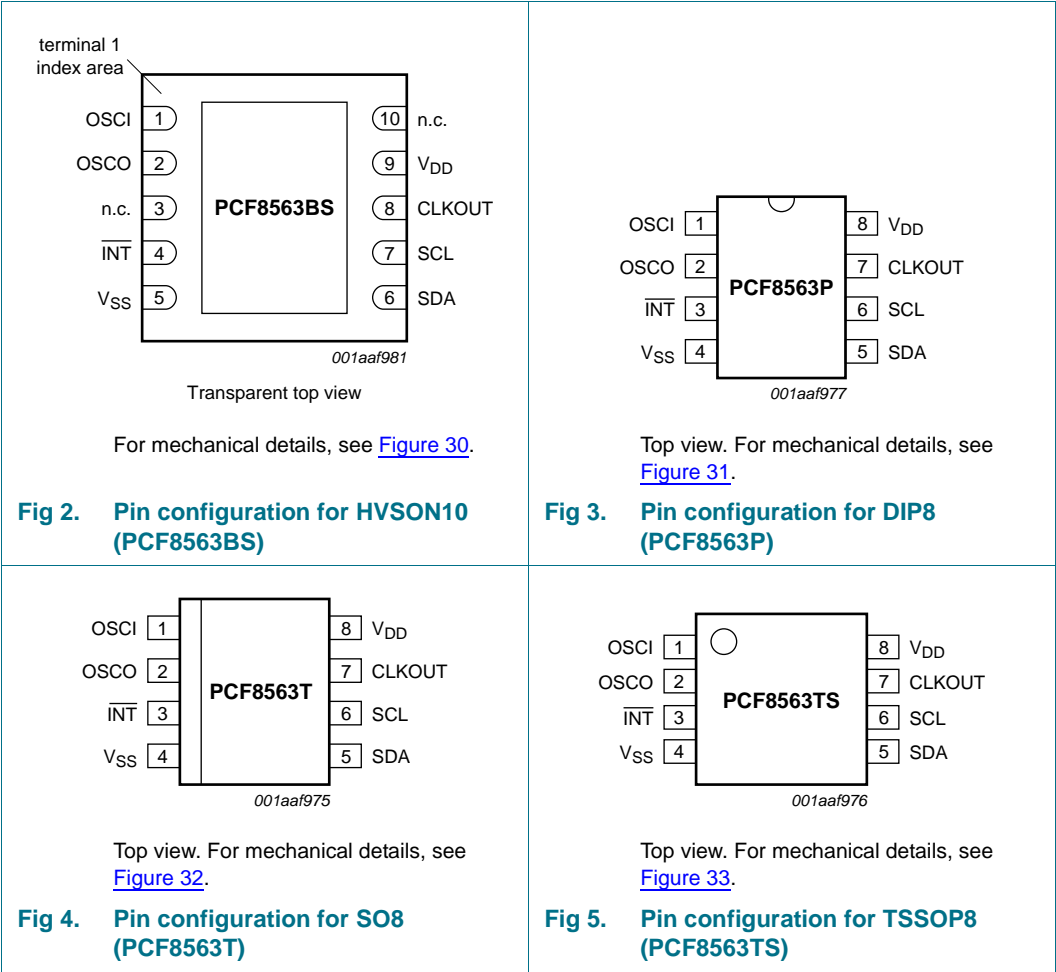 terminal 1
index area
OSCI 1
OSCO 2
n.c. 3
INT 4
VSS 5
PCF8563BS
10 n.c.
9 VDD
8 CLKOUT
7 SCL
6 SDA
001aaf981
Transparent top view
For mechanical details, see Figure 30.
Fig 2. Pin configuration for HVSON10
(PCF8563BS)
OSCI 1
OSCO 2
INT 3
VSS 4
PCF8563P
8 VDD
7 CLKOUT
6 SCL
5 SDA
001aaf977
Top view. For mechanical details, see
Figure 31.
Fig 3. Pin configuration for DIP8
(PCF8563P)
OSCI 1
OSCO 2
INT 3
VSS 4
PCF8563T
8 VDD
7 CLKOUT
6 SCL
5 SDA
001aaf975
Top view. For mechanical details, see
Figure 32.
Fig 4. Pin configuration for SO8
(PCF8563T)
OSCI 1
OSCO 2
INT 3
VSS 4
PCF8563TS
8 VDD
7 CLKOUT
6 SCL
5 SDA
001aaf976
Top view. For mechanical details, see
Figure 33.
Fig 5. Pin configuration for TSSOP8
(PCF8563TS)